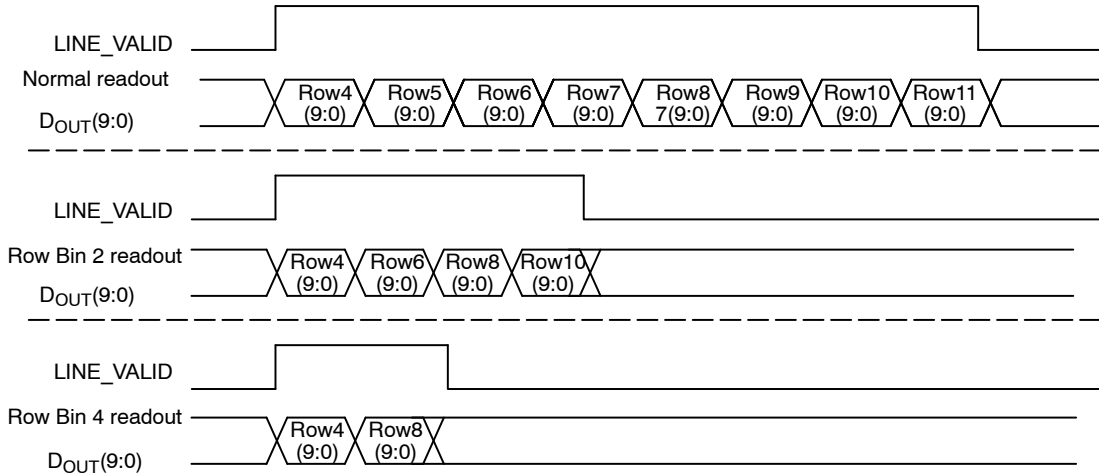 LINE_VALID
Normal readout
Row4 Row5 Row6 Row7 Row8 Row9 Row10 Row11
(9:0) (9:0) (9:0) (9:0) 7(9:0) (9:0) (9:0) (9:0)
DOUT(9:0)
LINE_VALID
Row Bin 2 readout
Row4 Row6 Row8 Row10
(9:0) (9:0) (9:0) (9:0)
DOUT(9:0)
LINE_VALID
Row Bin 4 readout
Row4 Row8
(9:0) (9:0)
DOUT(9:0)